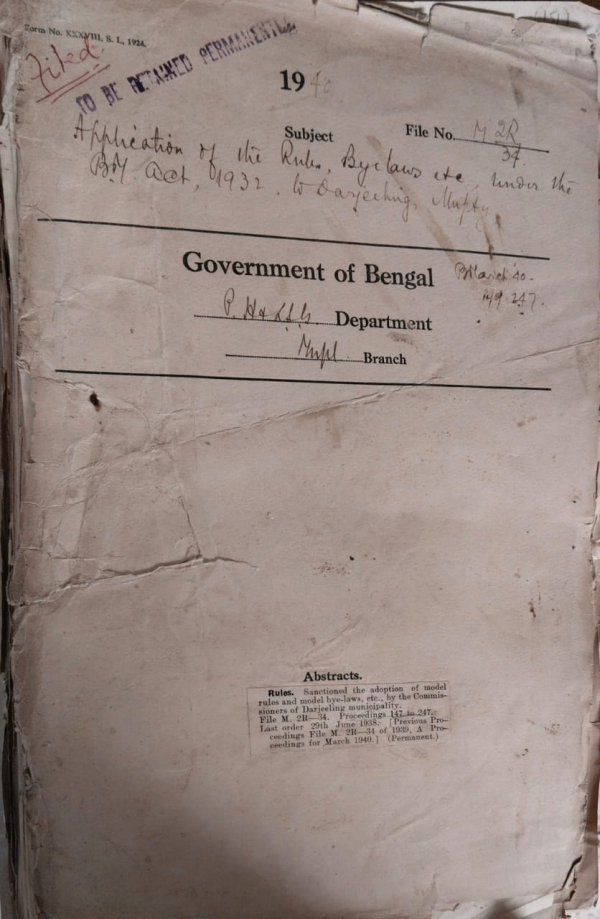 Form No. XXXVIII, S. I., 1924.
Filed
TO BE RETAINED PERMANENTLY
1940
Subject
File No. M 2R
34.
Application of the Rules, Byelaws etc, under the
B.M. Act, 1932. to Darjeeling Mupty.
Government of Bengal
B March 40.
247.
P. H & L.S.G. Department
Mupl. Branch
Abstracts.
Rules. Sanctioned the adoption of model
rules and model bye-laws, etc., by the Commis-
sioners of Darjeeling municipality.
File M. 2R—34. Proceedings 147 to 247.
Last order 29th June 1938. [Previous Pro-
ceedings File M. 2R—34 of 1939, A Pro-
ceedings for March 1940.] (Permanent.)